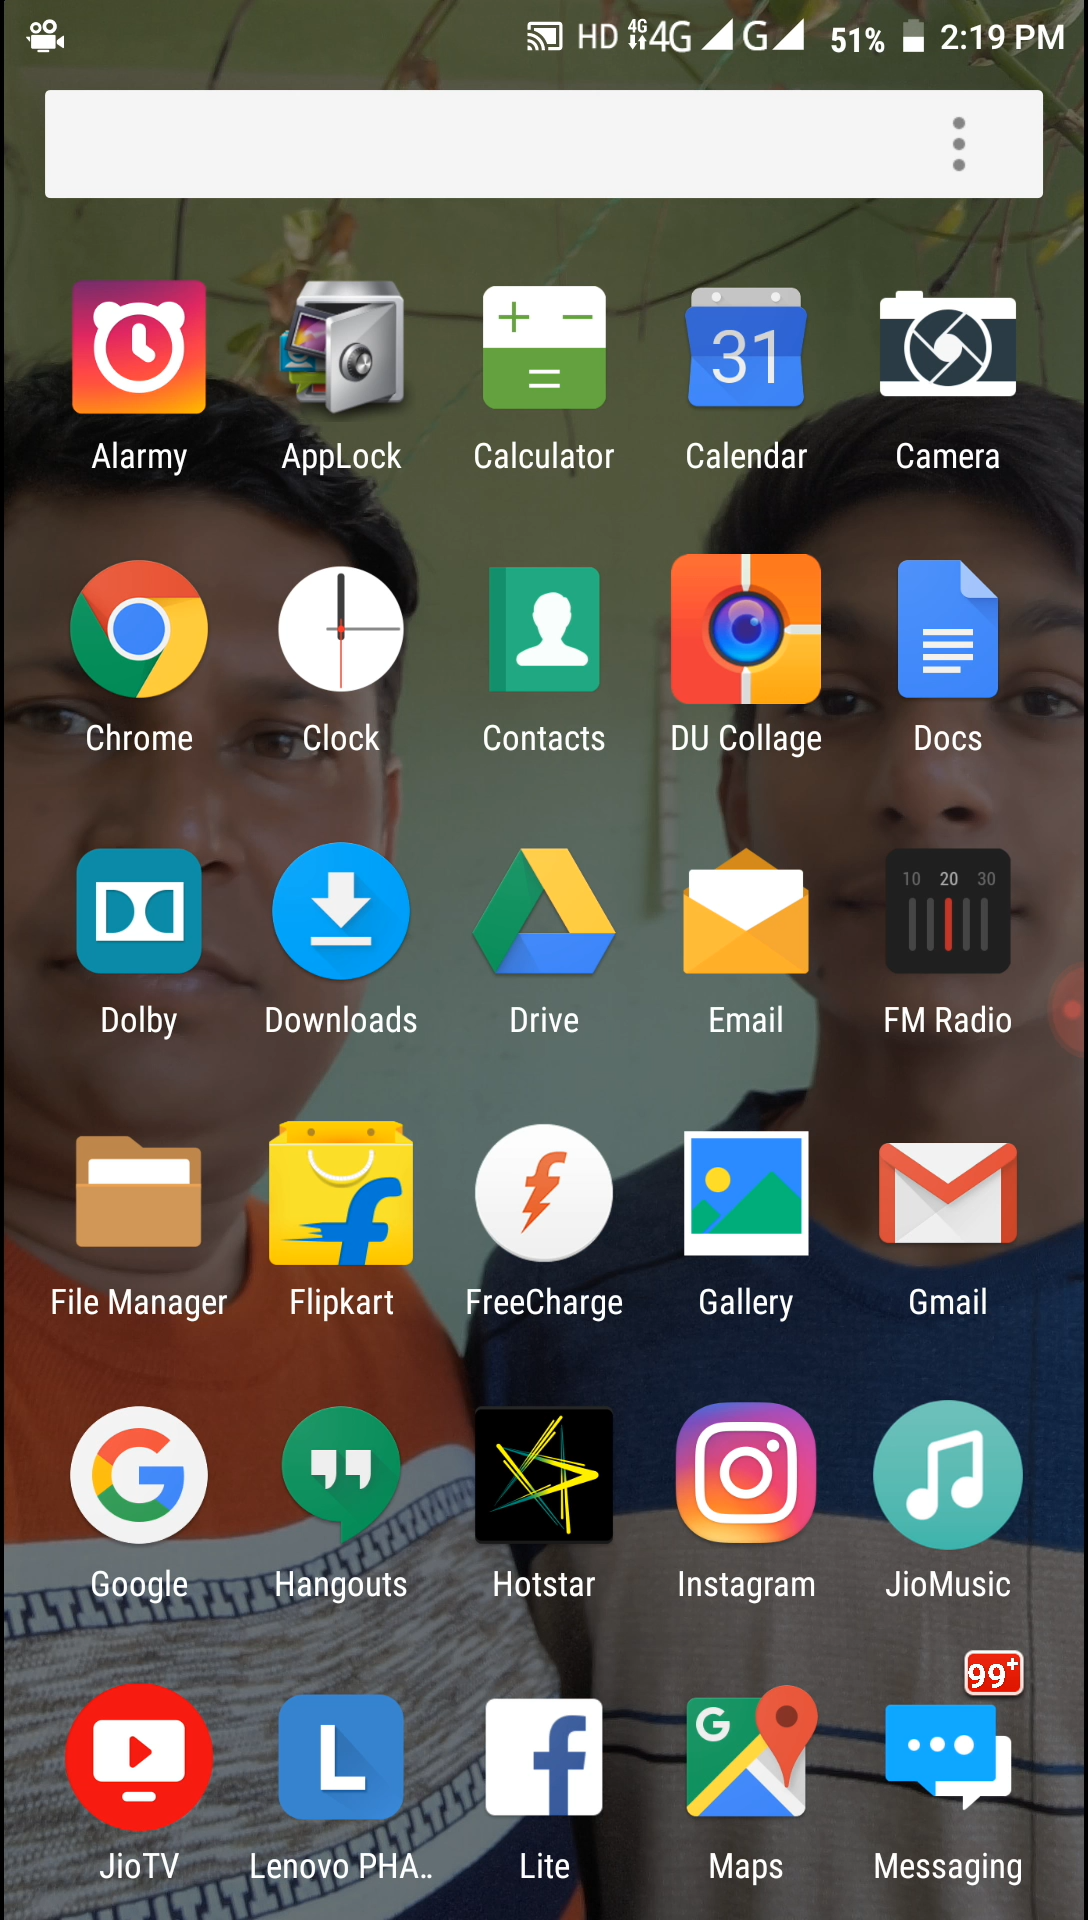 HD 4G 4G G 51% 2:19 PM
31
Alarmy AppLock Calculator Calendar Camera
Chrome Clock Contacts DU Collage Docs
10 20 30
Dolby Downloads Drive Email FM Radio
File Manager Flipkart FreeCharge Gallery Gmail
Google Hangouts Hotstar Instagram JioMusic
99+
L
G
JioTV Lenovo PHA.. Lite Maps Messaging